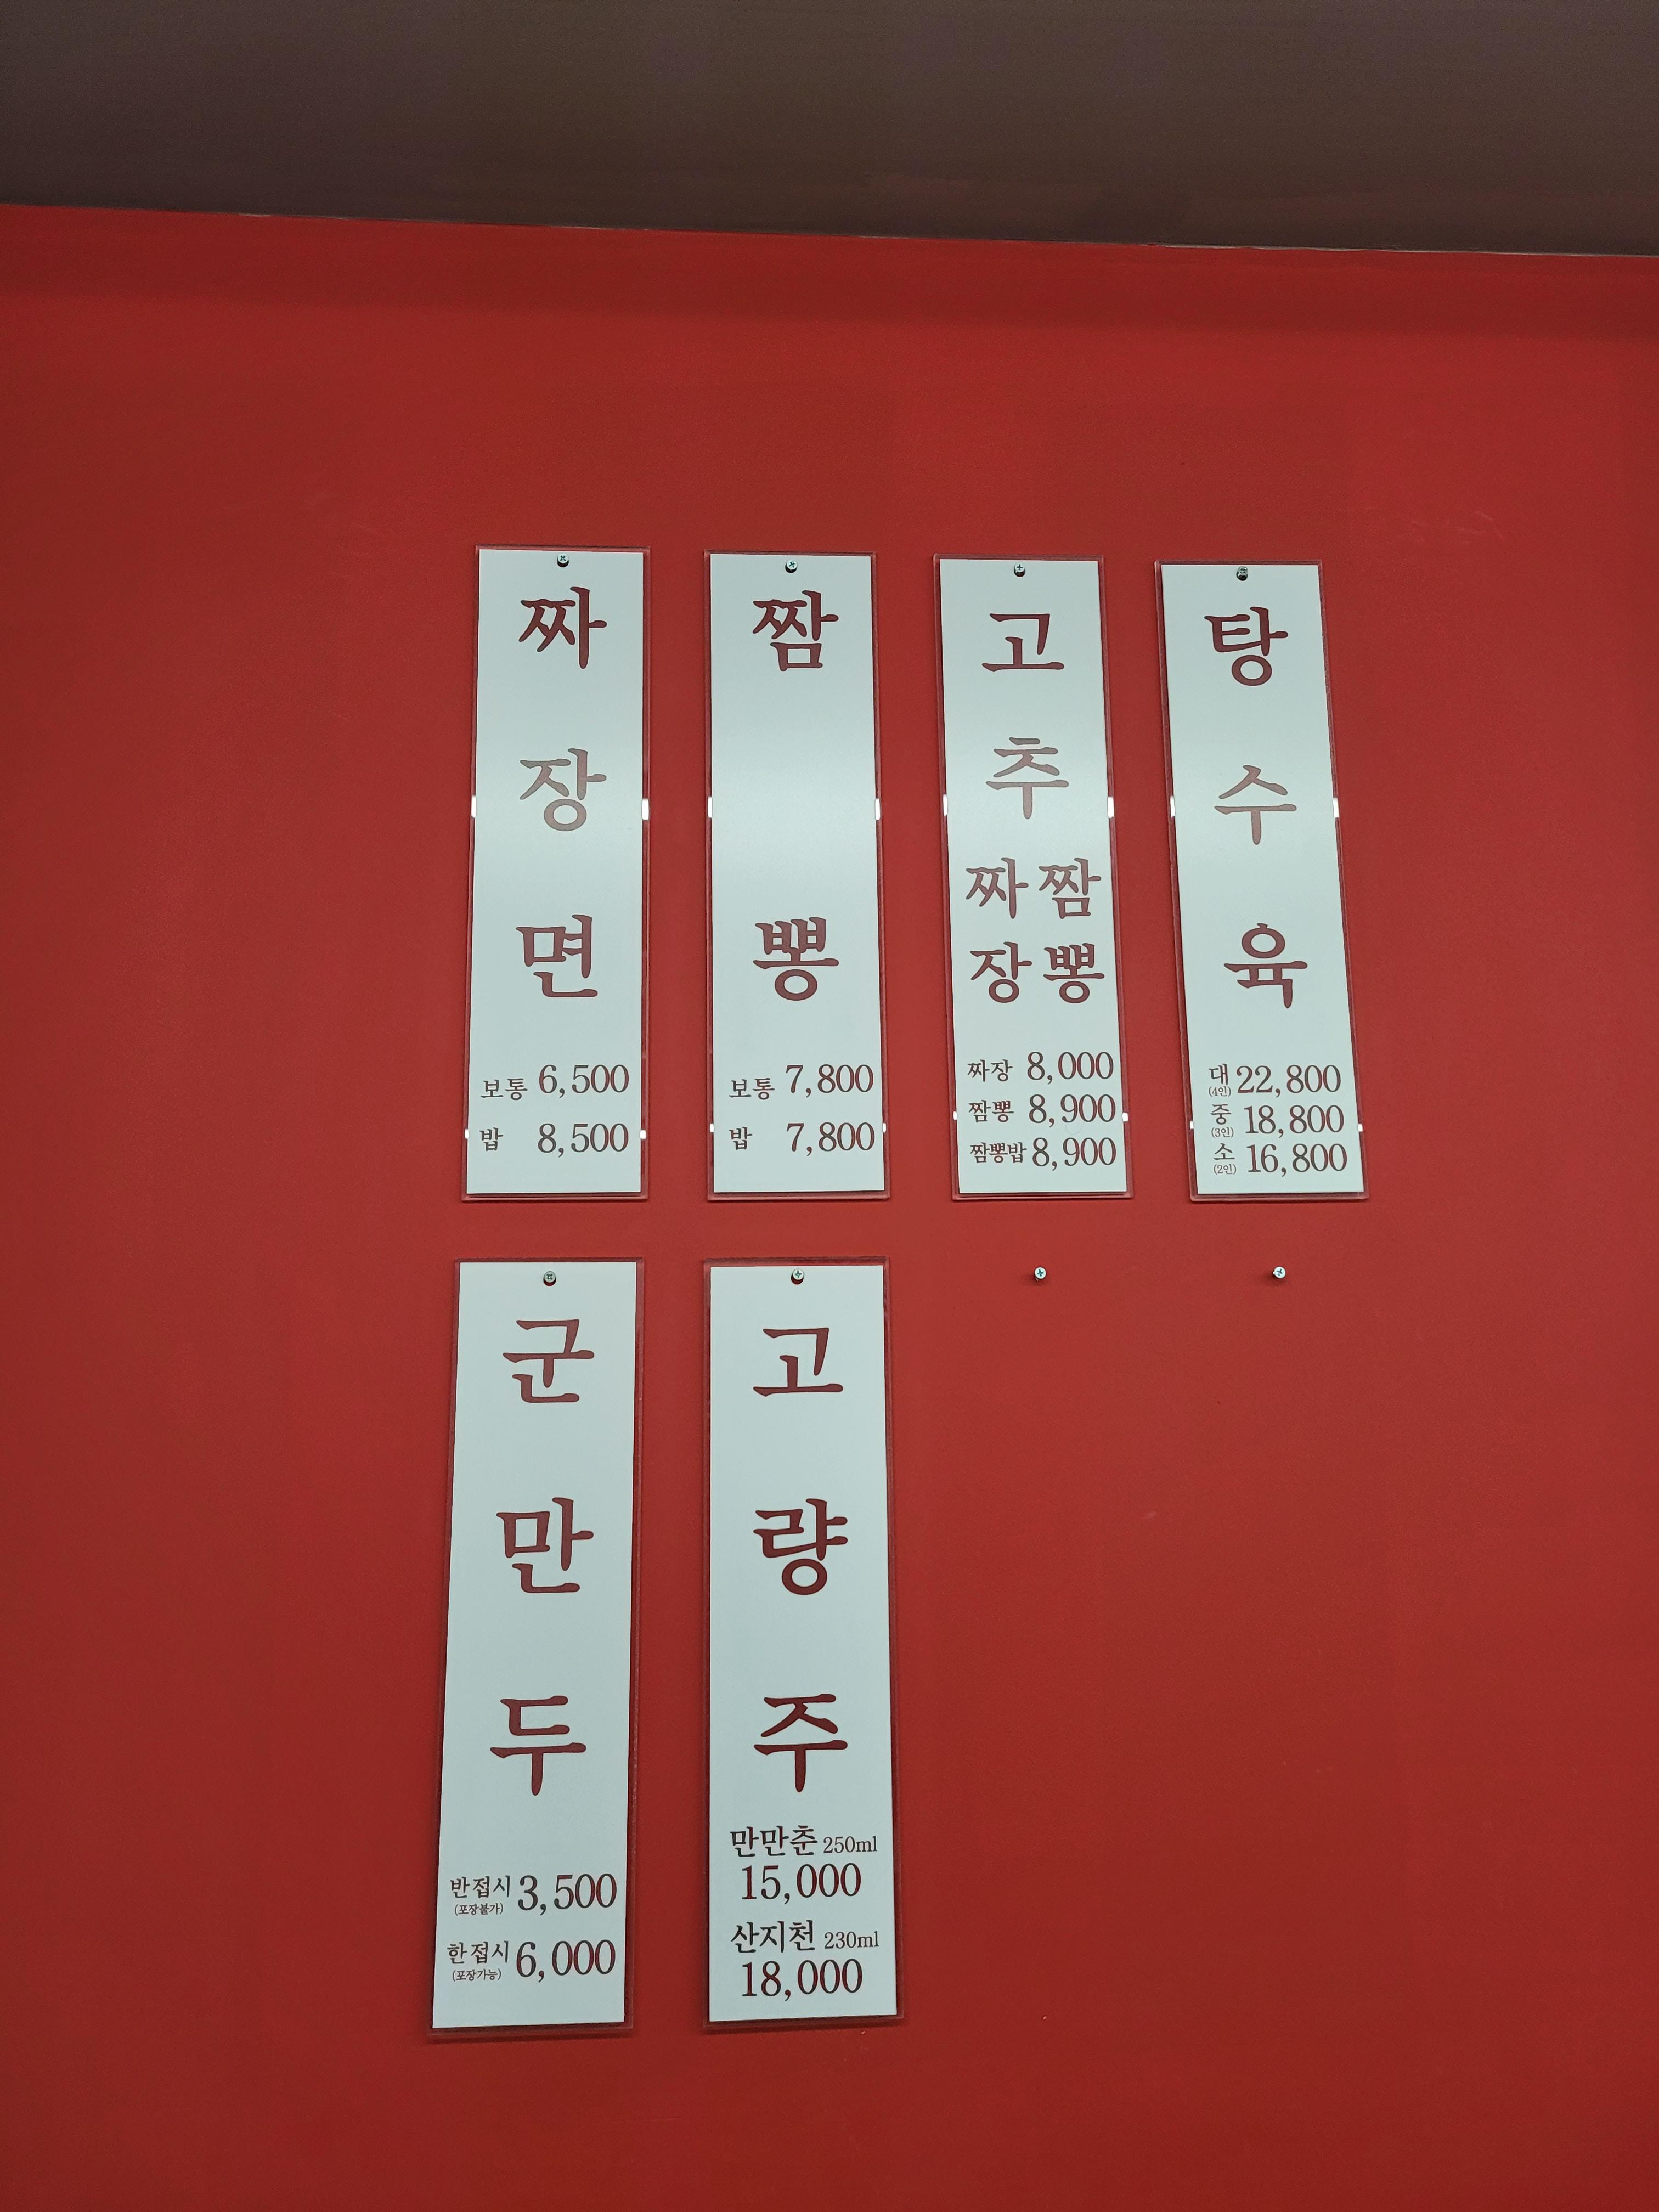 짜장면
보통 6,500
밥 8,500
짬뽕
보통 7,800
밥 7,800
고추
짜장 짬뽕
짜장 8,000
짬뽕 8,900
짬뽕밥 8,900
탕수육
대 22,800
(4인)
중 18,800
(3인)
소 16,800
(2인)
군만두
반접시 3,500
(포장불가)
한접시 6,000
(포장가능)
고량주
만만춘 250ml
15,000
산지천 230ml
18,000